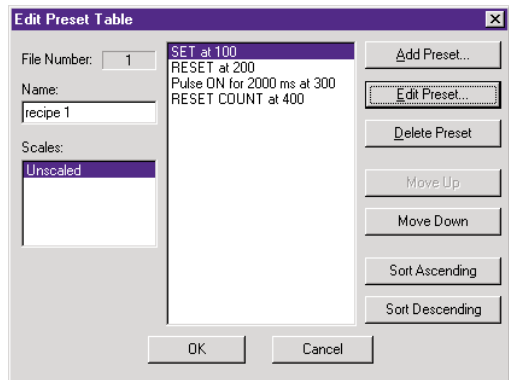 Edit Preset Table
File Number: 1
Name:
recipe 1
Scales:
Unscaled
SET at 100
RESET at 200
Pulse ON for 2000 ms at 300
RESET COUNT at 400
Add Preset...
Edit Preset...
Delete Preset
Move Up
Move Down
Sort Ascending
Sort Descending
OK
Cancel